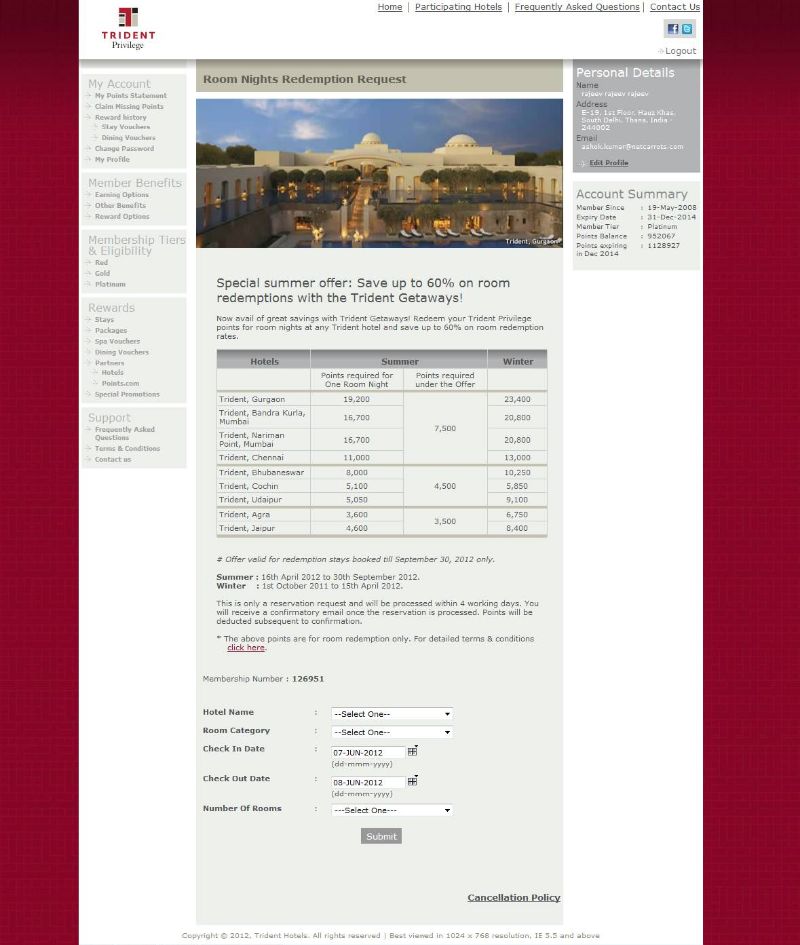 Home | Participating Hotels | Frequently Asked Questions | Contact Us
TRIDENT
Privilege
Logout
My Account
My Points Statement
Claim Missing Points
Reward history
Stay Vouchers
Dining Vouchers
Change Password
My Profile
Member Benefits
Earning Options
Other Benefits
Reward Options
Membership Tiers
& Eligibility
Red
Gold
Platinum
Rewards
Stays
Packages
Spa Vouchers
Dining Vouchers
Partners
Hotels
Points.com
Special Promotions
Support
Frequently Asked
Questions
Terms & Conditions
Contact us
Room Nights Redemption Request
Trident, Gurgaon
Special summer offer: Save up to 60% on room
redemptions with the Trident Getaways!
Now avail of great savings with Trident Getaways! Redeem your Trident Privilege
points for room nights at any Trident hotel and save up to 60% on room redemption
rates.
Hotels Summer Winter
Points required for One Room Night Points required under the Offer
Trident, Gurgaon 19,200 23,400
Trident, Bandra Kurla, Mumbai 16,700 20,800
7,500
Trident, Nariman Point, Mumbai 16,700 20,800
Trident, Chennai 11,000 13,000
Trident, Bhubaneswar 8,000 10,250
Trident, Cochin 5,100 4,500 5,850
Trident, Udaipur 5,050 9,100
Trident, Agra 3,600 6,750
3,500
Trident, Jaipur 4,600 8,400
# Offer valid for redemption stays booked till September 30, 2012 only.
Summer : 16th April 2012 to 30th September 2012.
Winter : 1st October 2011 to 15th April 2012.
This is only a reservation request and will be processed within 4 working days. You
will receive a confirmatory email once the reservation is processed. Points will be
deducted subsequent to confirmation.
* The above points are for room redemption only. For detailed terms & conditions
click here.
Membership Number : 126951
Hotel Name : --Select One--
Room Category : --Select One--
Check In Date : 07-JUN-2012
(dd-mmm-yyyy)
Check Out Date : 08-JUN-2012
(dd-mmm-yyyy)
Number Of Rooms : ---Select One---
Submit
Cancellation Policy
Personal Details
Name
rajeev rajeev rajeev
Address
E-19, 1st Floor, Hauz Khas,
South Delhi, Thana, India -
244002
Email
ashok.kumar@netcarrots.com
Edit Profile
Account Summary
Member Since : 19-May-2008
Expiry Date : 31-Dec-2014
Member Tier : Platinum
Points Balance : 952067
Points expiring : 1128927
in Dec 2014
Copyright © 2012, Trident Hotels. All rights reserved | Best viewed in 1024 x 768 resolution, IE 5.5 and above